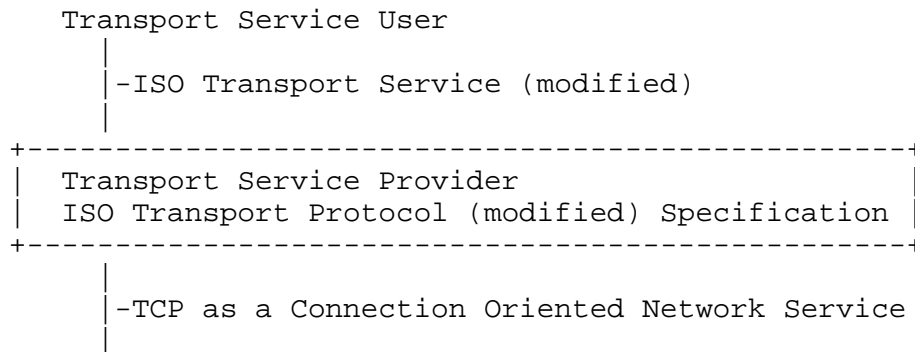 Transport Service User
|
|-ISO Transport Service (modified)
|
+--------------------------------------------------+
| Transport Service Provider |
| ISO Transport Protocol (modified) Specification |
+--------------------------------------------------+
|
|-TCP as a Connection Oriented Network Service
|